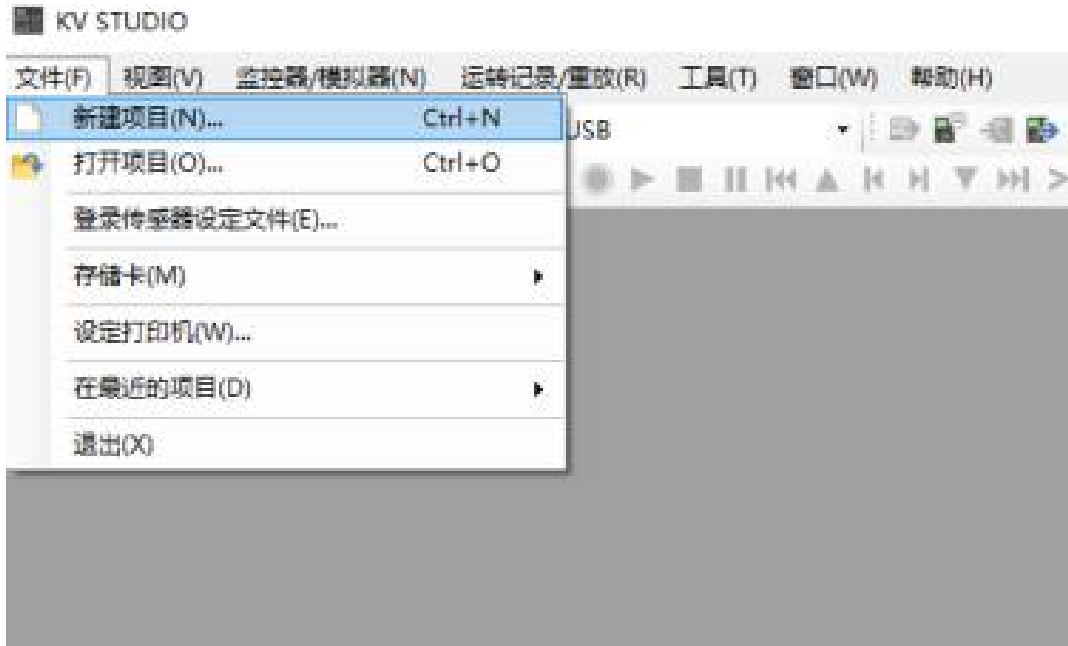 KV STUDIO
文件(F) 视图(V) 监控器/模拟器(N) 运转记录/重放(R) 工具(T) 窗口(W) 帮助(H)
新建项目(N)... Ctrl+N
USB
打开项目(O)... Ctrl+O
登录传感器设定文件(E)...
存储卡(M)
设定打印机(W)...
在最近的项目(D)
退出(X)